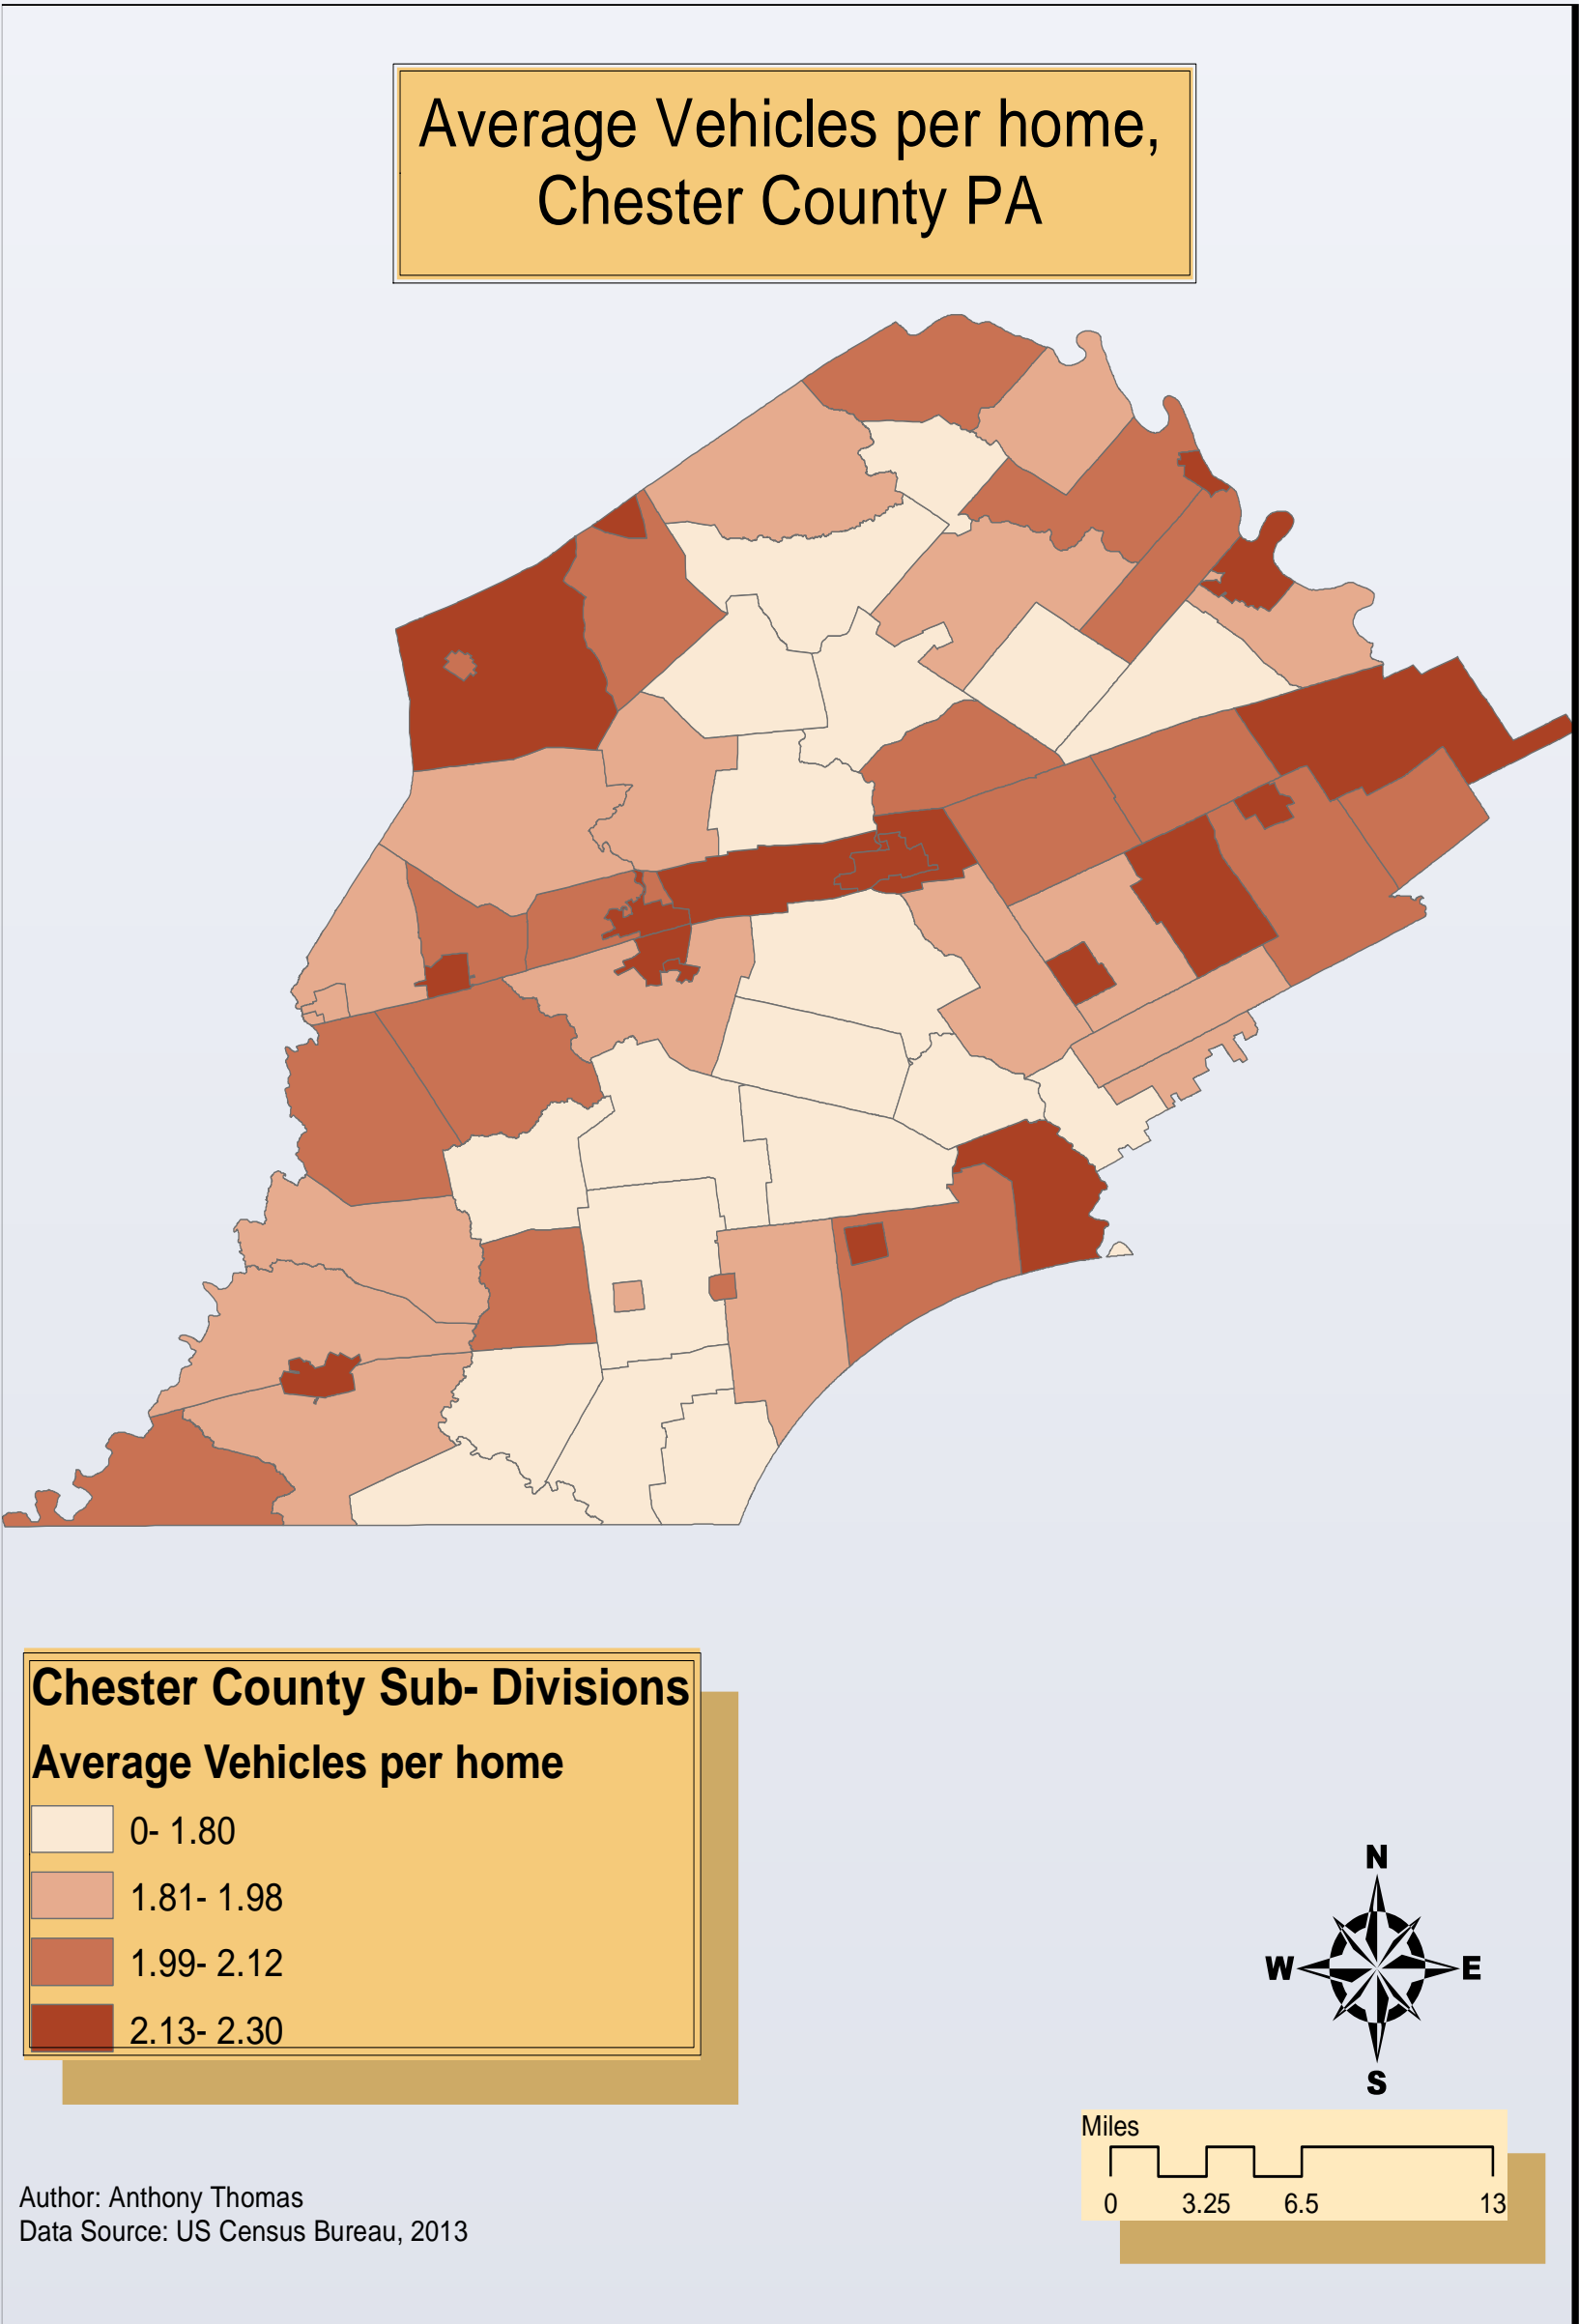 Average Vehicles per home,
Chester County PA
Chester County Sub- Divisions
Average Vehicles per home
0- 1.80
1.81- 1.98
1.99- 2.12
2.13- 2.30
N
W E
S
Miles
0 3.25 6.5 13
Author: Anthony Thomas
Data Source: US Census Bureau, 2013